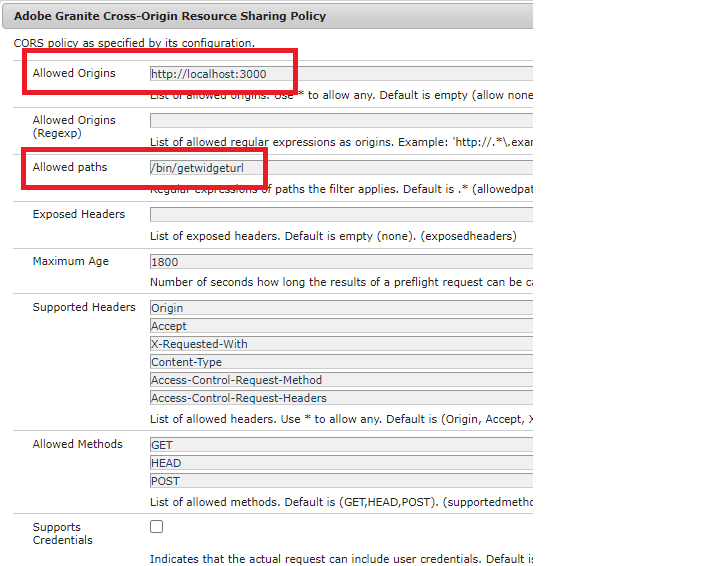 Adobe Granite Cross-Origin Resource Sharing Policy
CORS policy as specified by its configuration.
Allowed Origins
http://localhost:3000
List of allowed origins. Use * to allow any. Default is empty (allow none
Allowed Origins
(Regexp)
List of allowed regular expressions as origins. Example: 'http://.*\.exa
Allowed paths
/bin/getwidgeturl
Regular expressions of paths the filter applies. Default is .* (allowedpat
Exposed Headers
List of exposed headers. Default is empty (none). (exposedheaders)
Maximum Age
1800
Number of seconds how long the results of a preflight request can be ca
Supported Headers
Origin
Accept
X-Requested-With
Content-Type
Access-Control-Request-Method
Access-Control-Request-Headers
List of allowed headers. Use * to allow any. Default is (Origin, Accept, X
Allowed Methods
GET
HEAD
POST
List of allowed methods. Default is (GET,HEAD,POST). (supportedmetho
Supports
Credentials
Indicates that the actual request can include user credentials. Default is